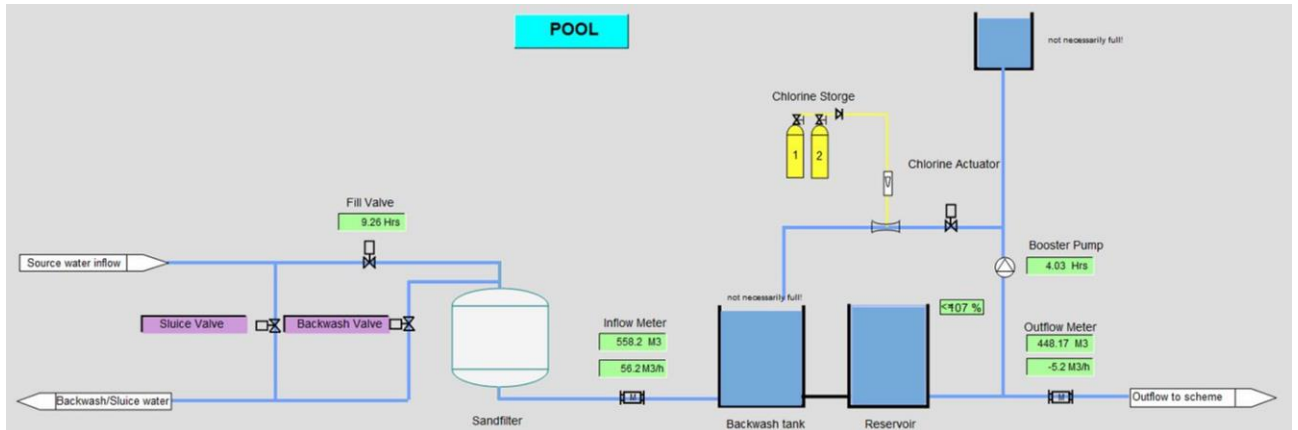 POOL
not necessarily full!
Chlorine Storge
1 2
Chlorine Actuator
Fill Valve
9.26 Hrs
Source water inflow
Booster Pump
4.03 Hrs
not necessarily full!
Sluice Valve
Backwash Valve
Inflow Meter
558.2 M3
56.2 M3/h
M
Outflow Meter
448.17 M3
-5.2 M3/h
M
Backwash/Sluice water
Outflow to scheme
Sandfilter
Backwash tank
Reservoir